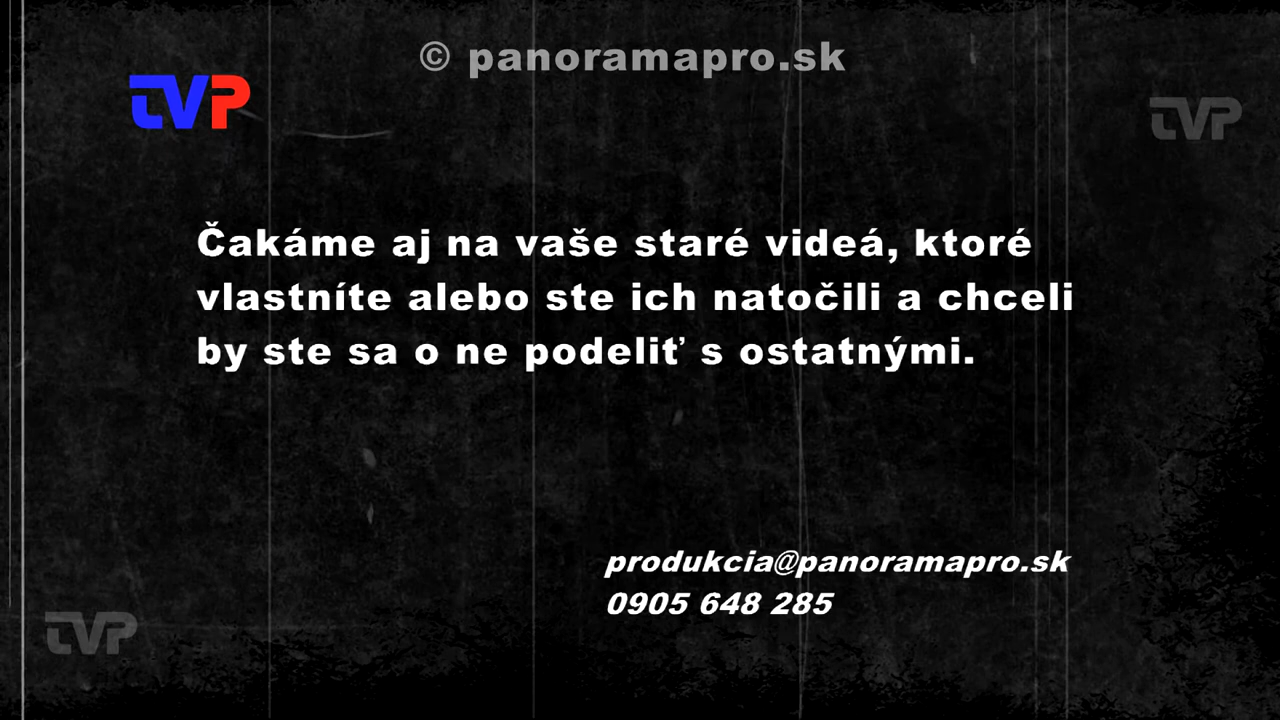 © panoramapro.sk
TVP
TVP
Čakáme aj na vaše staré videá, ktoré
vlastníte alebo ste ich natočili a chceli
by ste sa o ne podeliť s ostatnými.
produkcia@panoramapro.sk
0905 648 285
TVP